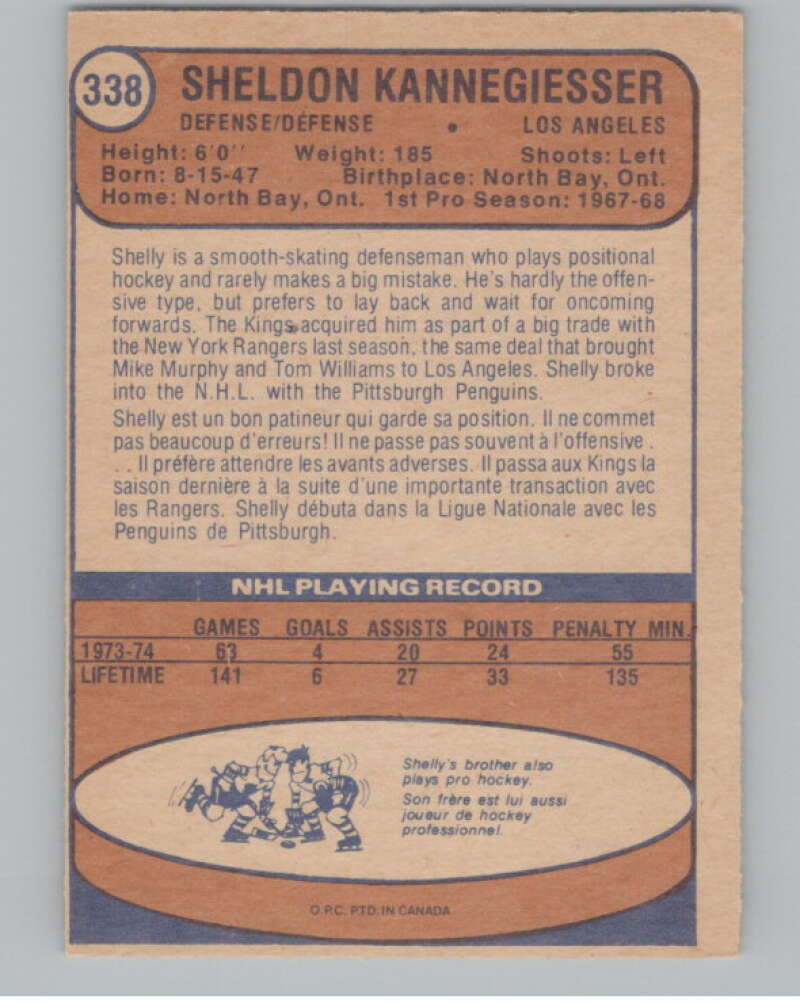 338
SHELDON KANNEGIESSER
DEFENSE/DÉFENSE • LOS ANGELES
Height: 6'0'' Weight: 185 Shoots: Left
Born: 8-15-47 Birthplace: North Bay, Ont.
Home: North Bay, Ont. 1st Pro Season: 1967-68
Shelly is a smooth-skating defenseman who plays positional
hockey and rarely makes a big mistake. He's hardly the offen-
sive type, but prefers to lay back and wait for oncoming
forwards. The Kings acquired him as part of a big trade with
the New York Rangers last season, the same deal that brought
Mike Murphy and Tom Williams to Los Angeles. Shelly broke
into the N.H.L. with the Pittsburgh Penguins.
Shelly est un bon patineur qui garde sa position. Il ne commet
pas beaucoup d'erreurs! Il ne passe pas souvent à l'offensive .
. . Il préfère attendre les avants adverses. Il passa aux Kings la
saison dernière à la suite d'une importante transaction avec
les Rangers. Shelly débuta dans la Ligue Nationale avec les
Penguins de Pittsburgh.
NHL PLAYING RECORD
GAMES GOALS ASSISTS POINTS PENALTY MIN.
1973-74 63 4 20 24 55
LIFETIME 141 6 27 33 135
Shelly's brother also
plays pro hockey.
Son frère est lui aussi
joueur de hockey
professionnel.
O.P.C. PTD. IN CANADA